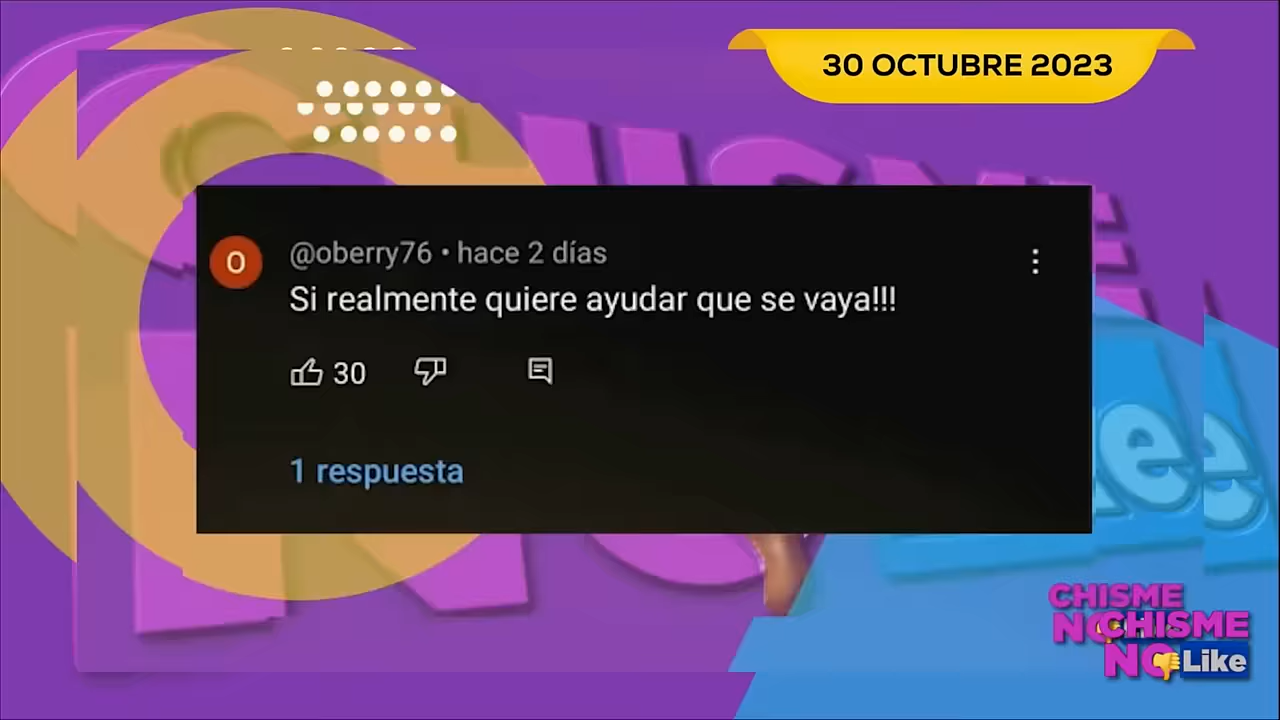 30 OCTUBRE 2023
O
@oberry76 • hace 2 días
Si realmente quiere ayudar que se vaya!!!
30
1 respuesta
CHISME
CHISME
NO Like